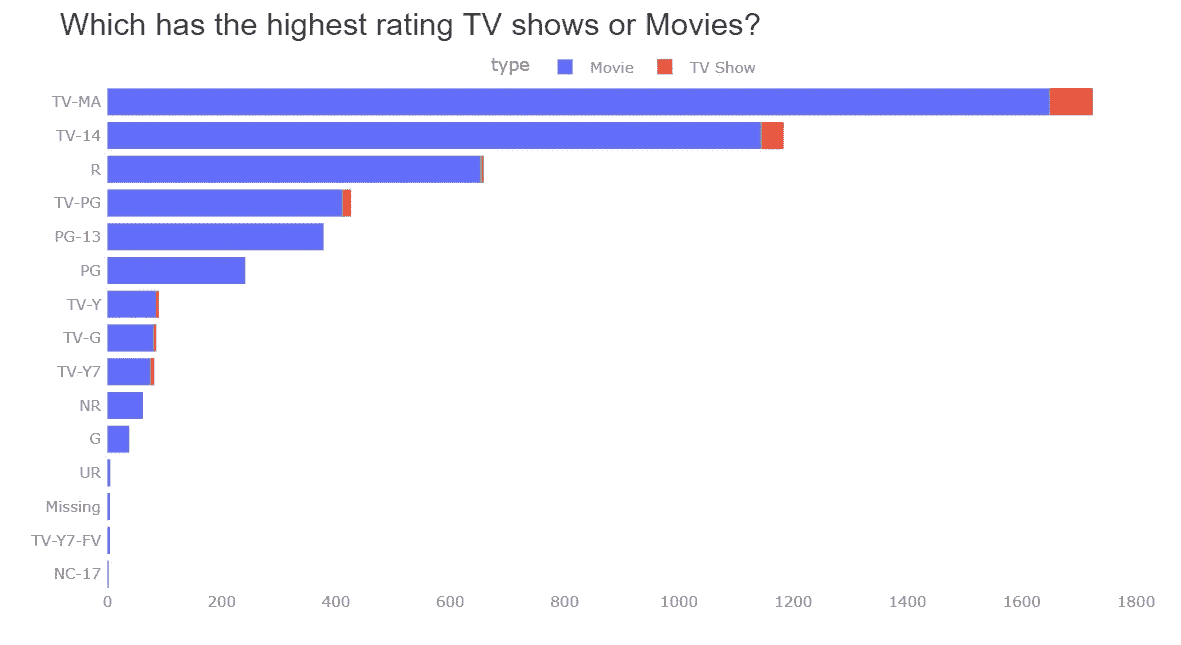 Which has the highest rating TV shows or Movies?
type Movie TV Show
TV-MA
TV-14
R
TV-PG
PG-13
PG
TV-Y
TV-G
TV-Y7
NR
G
UR
Missing
TV-Y7-FV
NC-17
0 200 400 600 800 1000 1200 1400 1600 1800